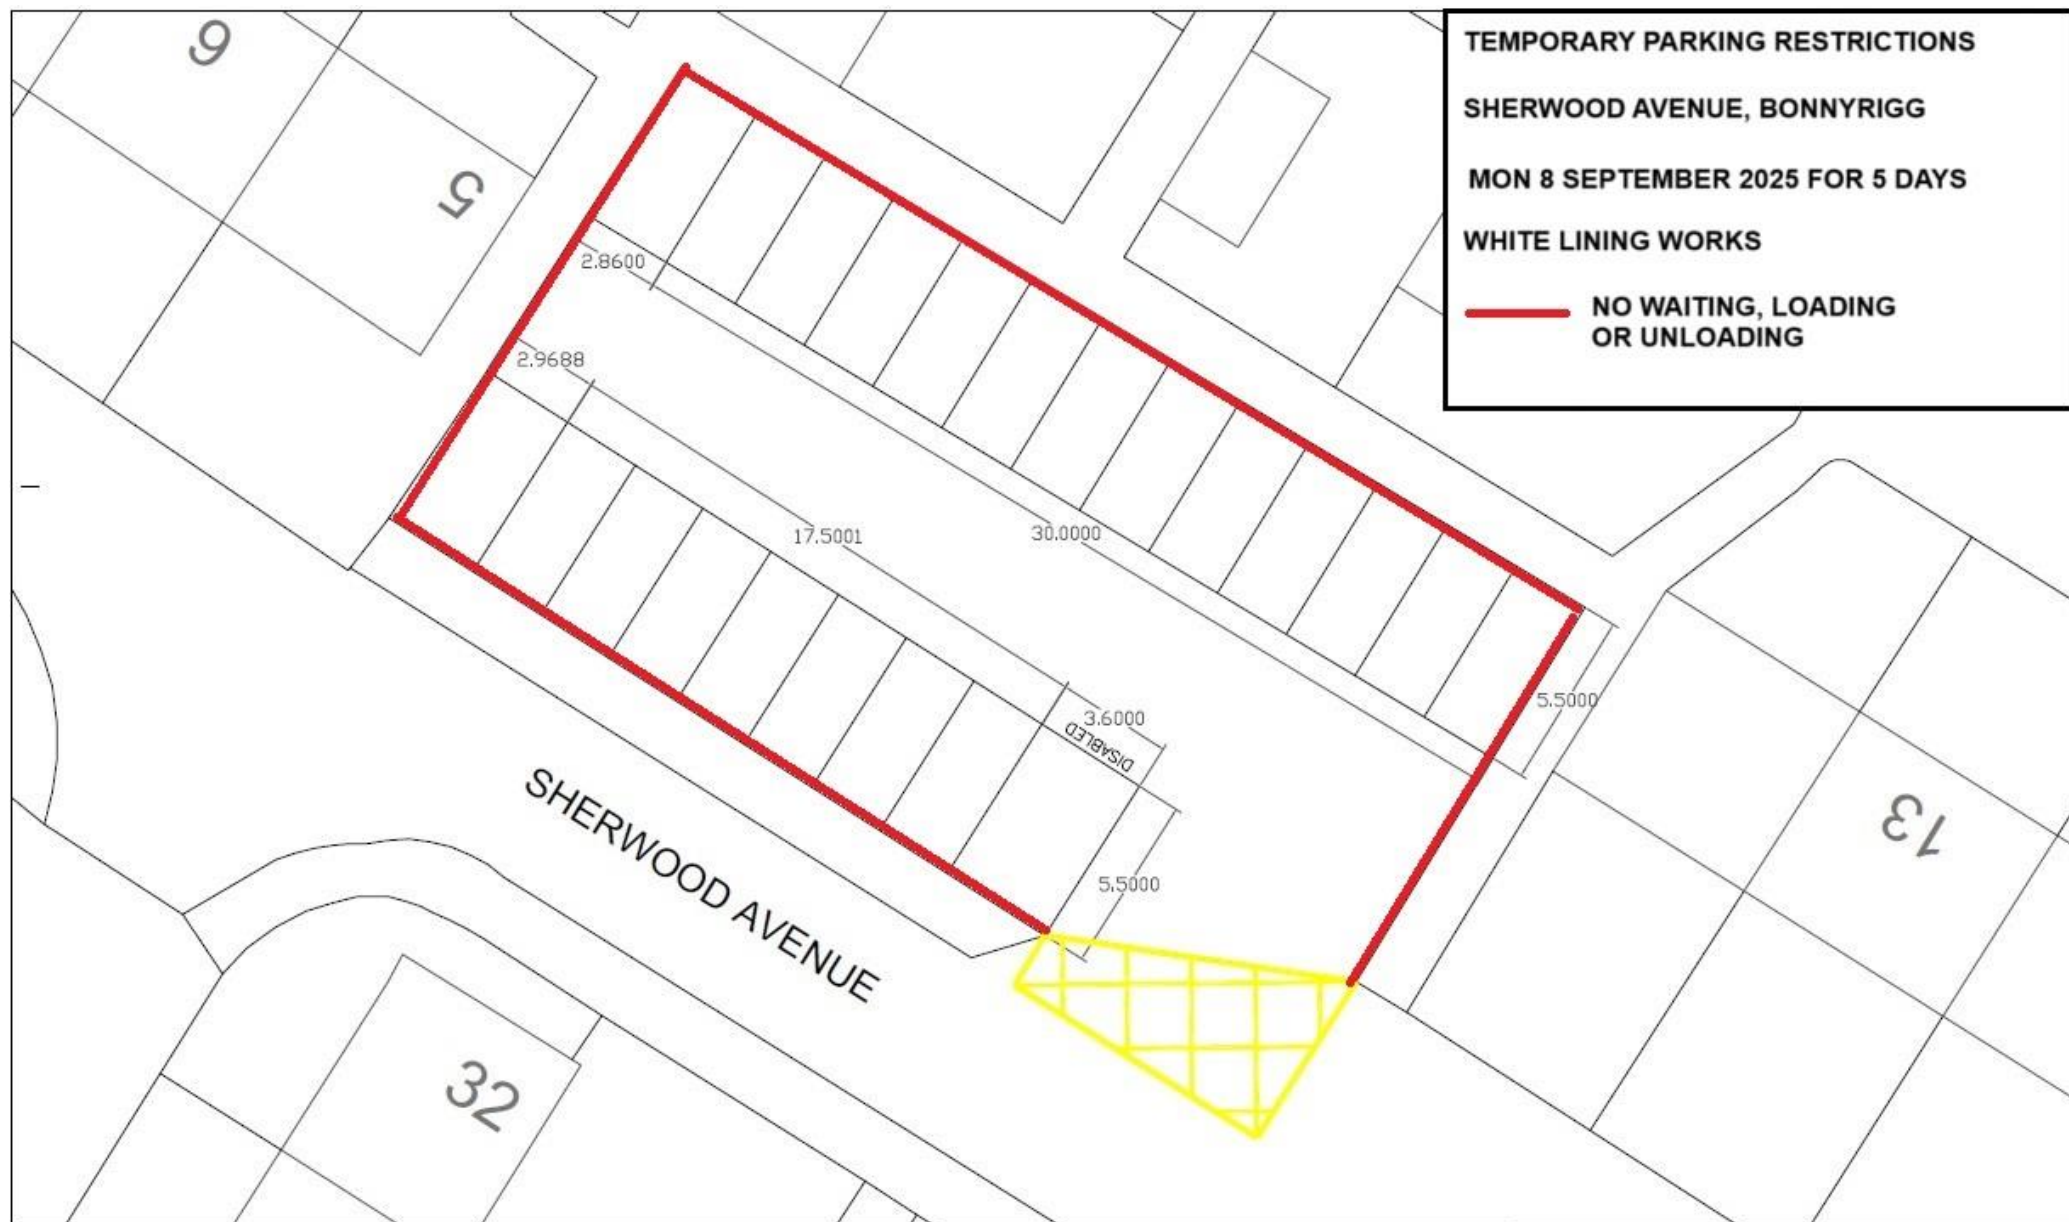 TEMPORARY PARKING RESTRICTIONS
SHERWOOD AVENUE, BONNYRIGG
MON 8 SEPTEMBER 2025 FOR 5 DAYS
WHITE LINING WORKS
NO WAITING, LOADING
OR UNLOADING
6
5
2.8600
2.9688
17.5001
30.0000
5.5000
3.6000
DISABLED
5.5000
13
SHERWOOD AVENUE
32